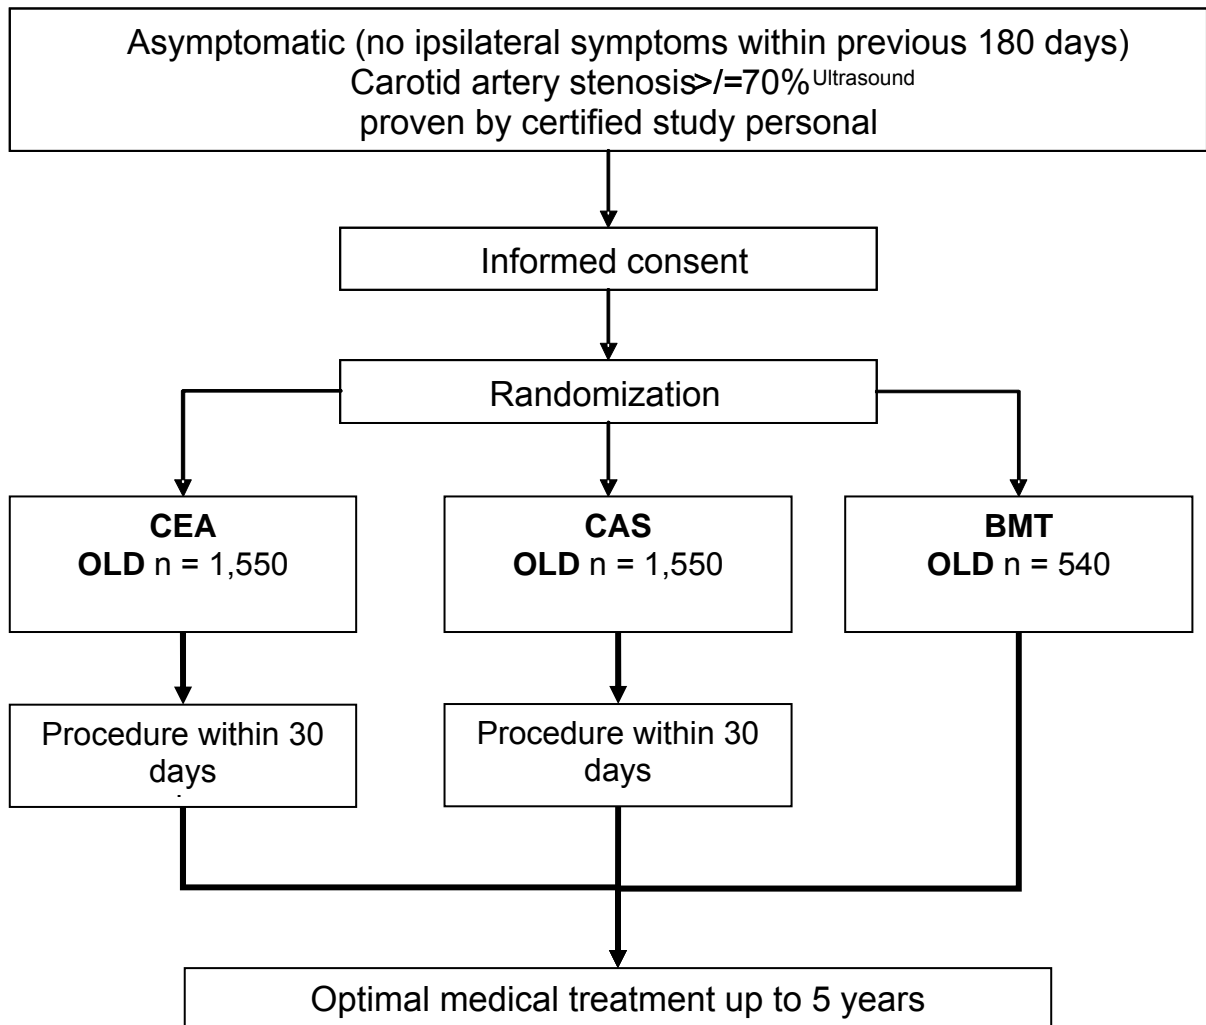 Asymptomatic (no ipsilateral symptoms within previous 180 days)
Carotid artery stenosis>/=70%Ultrasound
proven by certified study personal
Informed consent
Randomization
CEA
OLD n = 1,550
CAS
OLD n = 1,550
BMT
OLD n = 540
Procedure within 30
days
Procedure within 30
days
Optimal medical treatment up to 5 years